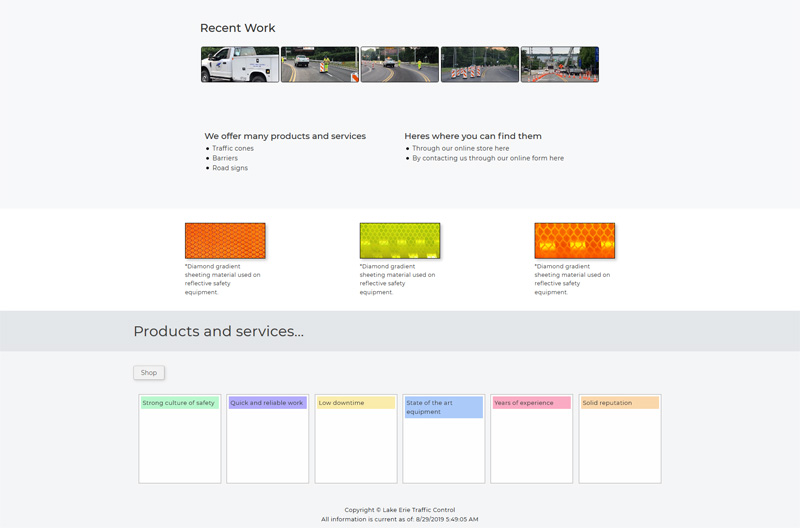 Recent Work
We offer many products and services
Traffic cones
Barriers
Road signs
Heres where you can find them
Through our online store here
By contacting us through our online form here
*Diamond gradient
sheeting material used on
reflective safety
equipment.
*Diamond gradient
sheeting material used on
reflective safety
equipment.
*Diamond gradient
sheeting material used on
reflective safety
equipment.
Products and services...
Shop
Strong culture of safety
Quick and reliable work
Low downtime
State of the art
equipment
Years of experience
Solid reputation
Copyright © Lake Erie Traffic Control
All information is current as of: 8/29/2019 5:49:05 AM